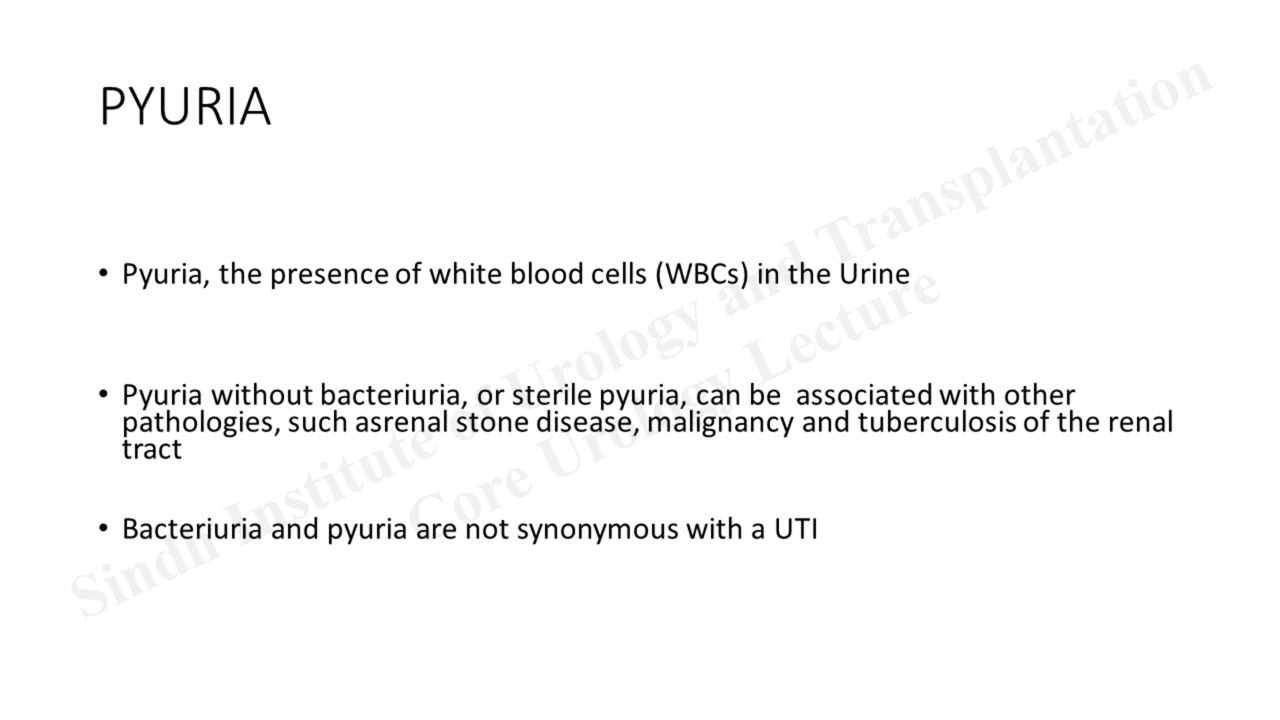 PYURIA
• Pyuria, the presence of white blood cells (WBCs) in the Urine
• Pyuria without bacteriuria, or sterile pyuria, can be  associated with other
pathologies, such asrenal stone disease, malignancy and tuberculosis of the renal
tract
• Bacteriuria and pyuria are not synonymous with a UTI
Sindh Institute of Urology and Transplantation
Core Urology Lecture